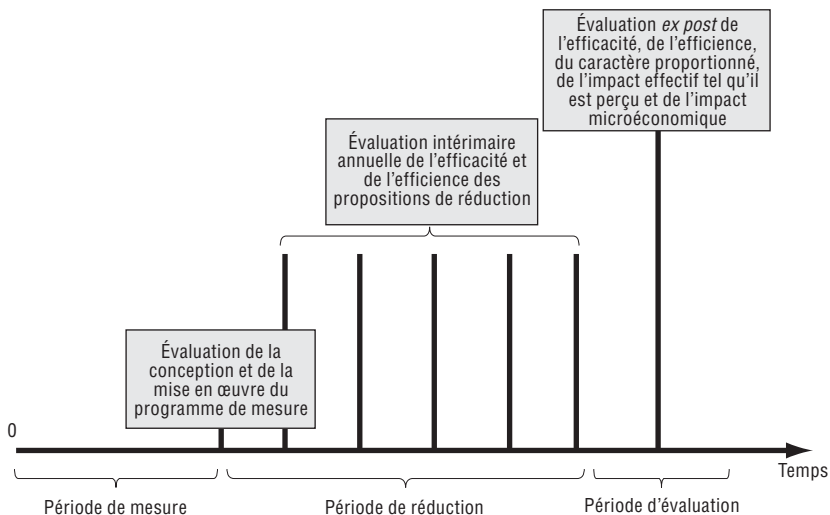 Évaluation ex post de
l'efficacité, de l'efficience,
du caractère proportionné,
de l'impact effectif tel qu'il
est perçu et de l'impact
microéconomique
Évaluation intérimaire
annuelle de l'efficacité et
de l'efficience des
propositions de réduction
Évaluation de la
conception et de la
mise en œuvre du
programme de mesure
0
Temps
Période de mesure
Période de réduction
Période d'évaluation